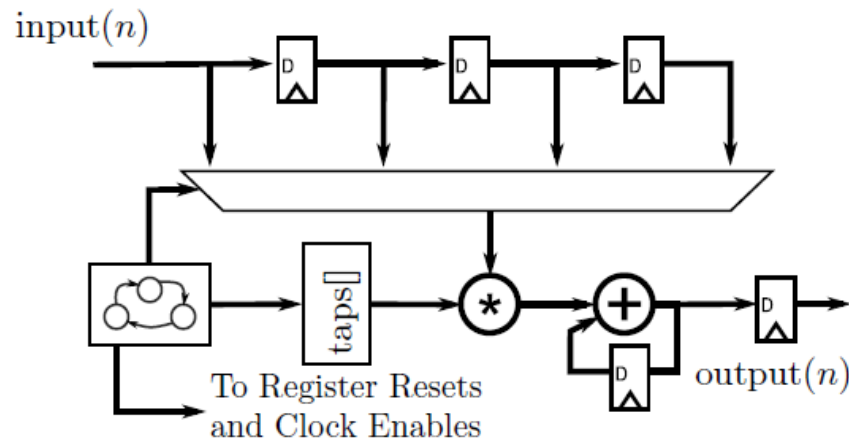 input(n)
D
D
D
taps[]
*
+
D
D
output(n)
To Register Resets
and Clock Enables